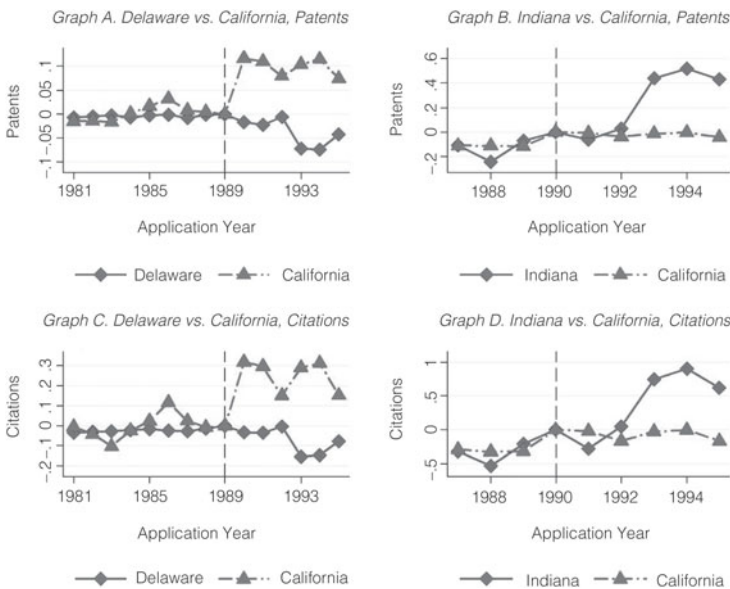 Graph A. Delaware vs. California, Patents
Patents
-.1 -.05 0 .05 .1
1981 1985 1989 1993
Application Year
Delaware California
Graph B. Indiana vs. California, Patents
Patents
-.2 0 .2 .4 .6
1988 1990 1992 1994
Application Year
Indiana California
Graph C. Delaware vs. California, Citations
Citations
-.2 -.1 0 .1 .2 .3
1981 1985 1989 1993
Application Year
Delaware California
Graph D. Indiana vs. California, Citations
Citations
-.5 0 .5 1
1988 1990 1992 1994
Application Year
Indiana California